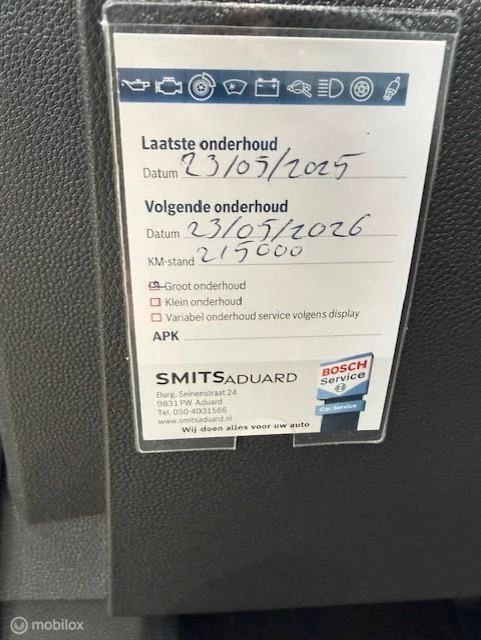 Laatste onderhoud
Datum 23/05/2025
Volgende onderhoud
Datum 23/05/2026
KM-stand 215000
Groot onderhoud
Klein onderhoud
Variabel onderhoud service volgens display
APK
SMITS ADUARD
Burg. Seinenstraat 24
9831 PW Aduard
Tel. 050-4031566
www.smitsaduard.nl
Wij doen alles voor uw auto
BOSCH
Service
Car Service
mobilox